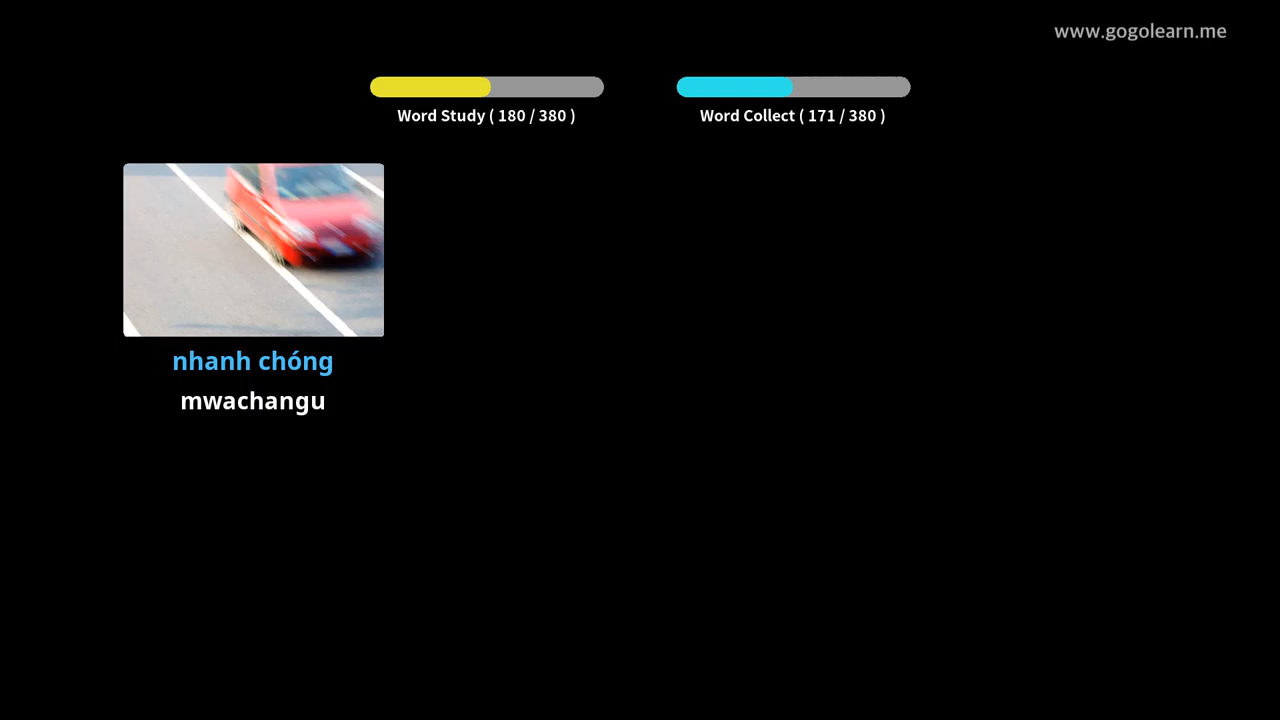 www.gogolearn.me
Word Study ( 180 / 380 )
Word Collect ( 171 / 380 )
nhanh chóng
mwachangu